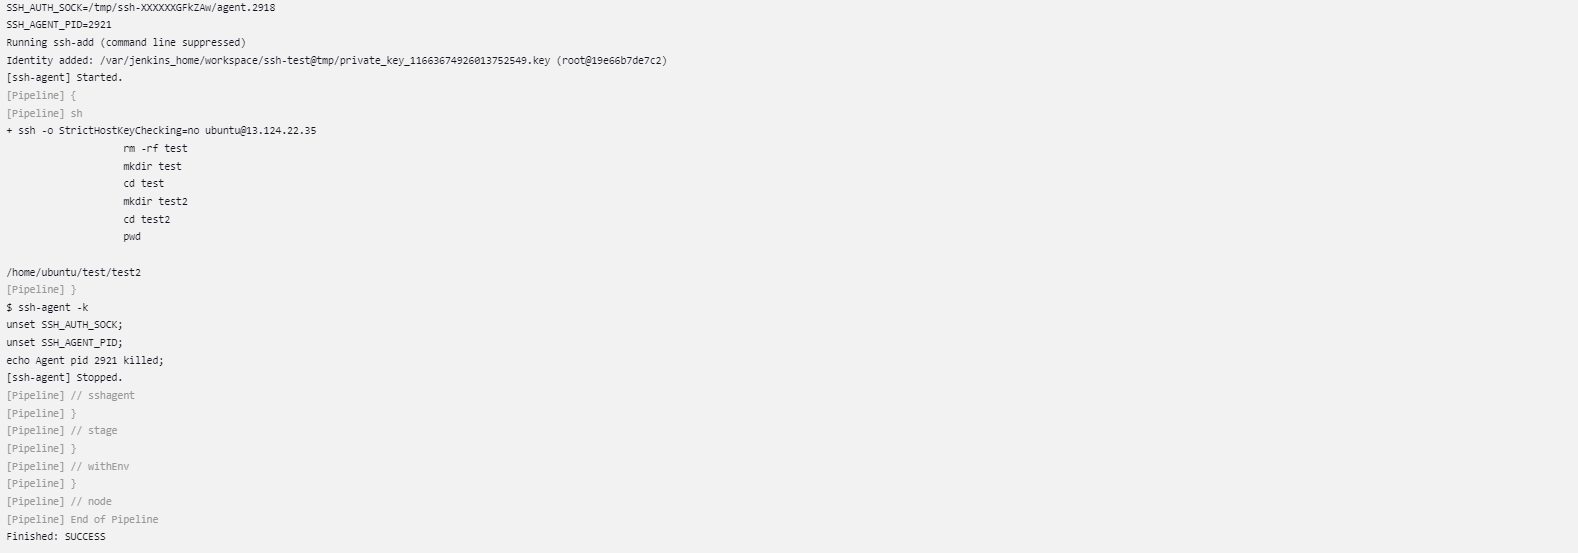 SSH_AUTH_SOCK=/tmp/ssh-XXXXXXGFkZAw/agent.2918
SSH_AGENT_PID=2921
Running ssh-add (command line suppressed)
Identity added: /var/jenkins_home/workspace/ssh-test@tmp/private_key_11663674926013752549.key (root@19e66b7de7c2)
[ssh-agent] Started.
[Pipeline] {
[Pipeline] sh
+ ssh -o StrictHostKeyChecking=no ubuntu@13.124.22.35
rm -rf test
mkdir test
cd test
mkdir test2
cd test2
pwd
/home/ubuntu/test/test2
[Pipeline] }
$ ssh-agent -k
unset SSH_AUTH_SOCK;
unset SSH_AGENT_PID;
echo Agent pid 2921 killed;
[ssh-agent] Stopped.
[Pipeline] // sshagent
[Pipeline] }
[Pipeline] // stage
[Pipeline] }
[Pipeline] // withEnv
[Pipeline] }
[Pipeline] // node
[Pipeline] End of Pipeline
Finished: SUCCESS